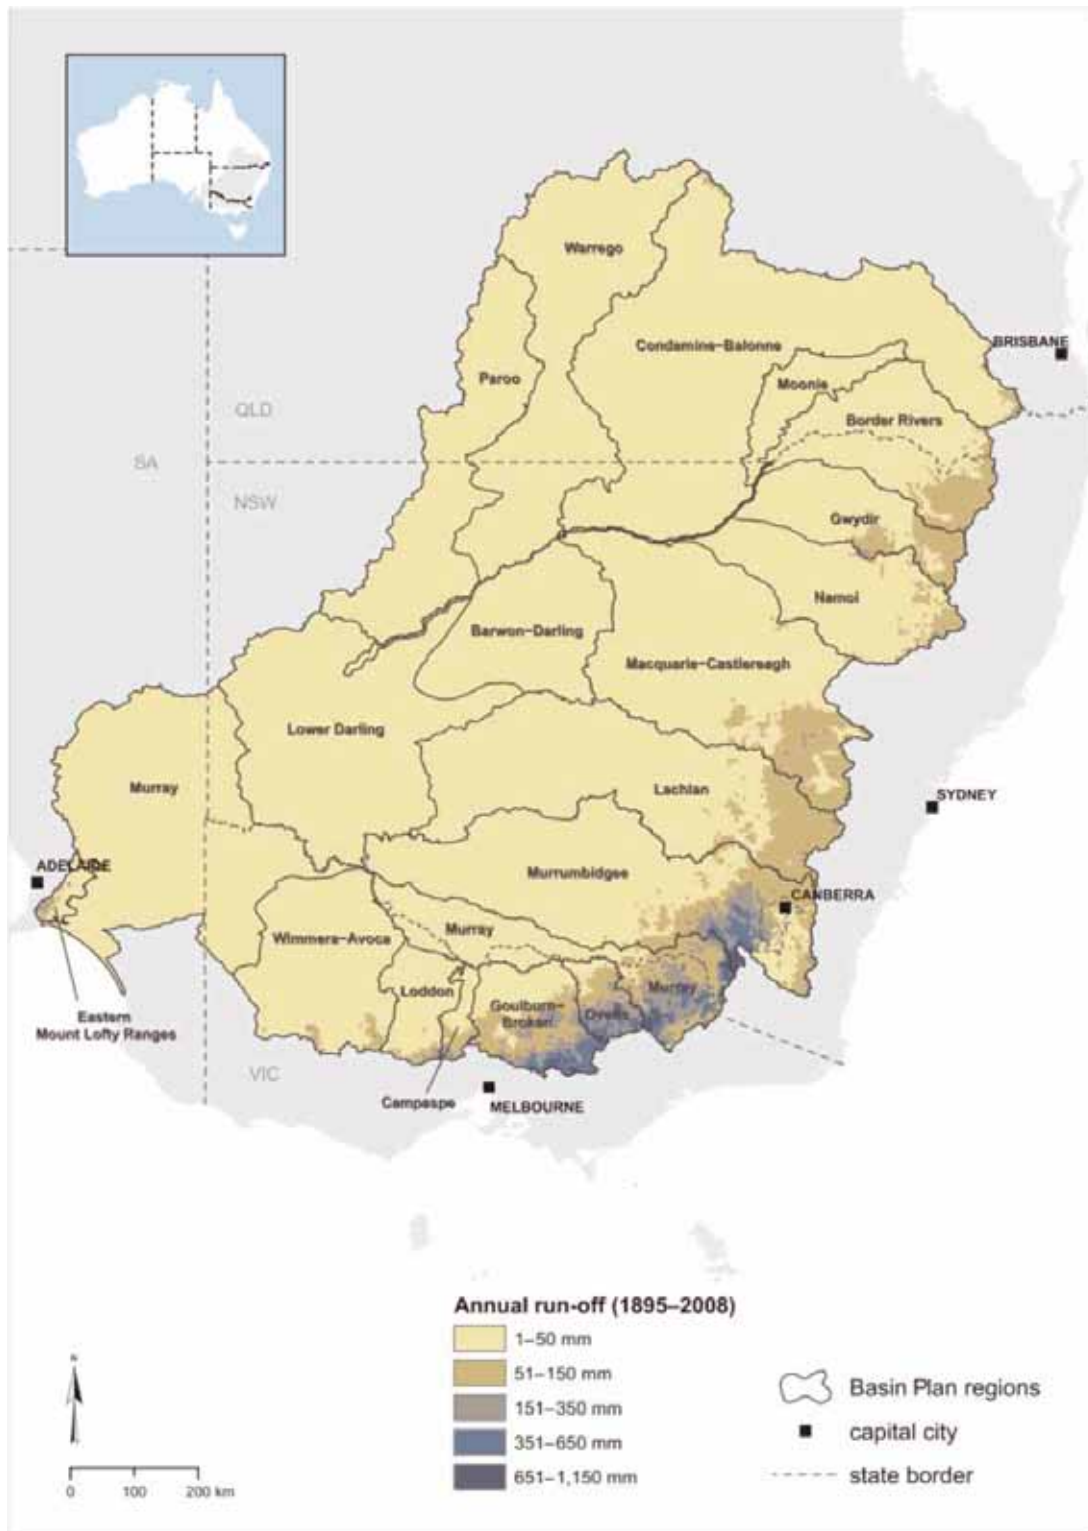 Warrego
Condamine–Balonne
BRISBANE
Paroo
Moonie
QLD
Border Rivers
SA
NSW
Gwydir
Namoi
Barwon–Darling
Macquarie–Castlereagh
Lower Darling
Murray
Lachlan
SYDNEY
ADELAIDE
Murrumbidgee
CANBERRA
Murray
Wimmera–Avoca
Loddon
Murray
Goulburn–
Broken
Ovens
Eastern
Mount Lofty Ranges
VIC
Campaspe
MELBOURNE
Annual run-off (1895–2008)
1–50 mm
51–150 mm
151–350 mm
351–650 mm
651–1,150 mm
Basin Plan regions
capital city
state border
N
0 100 200 km